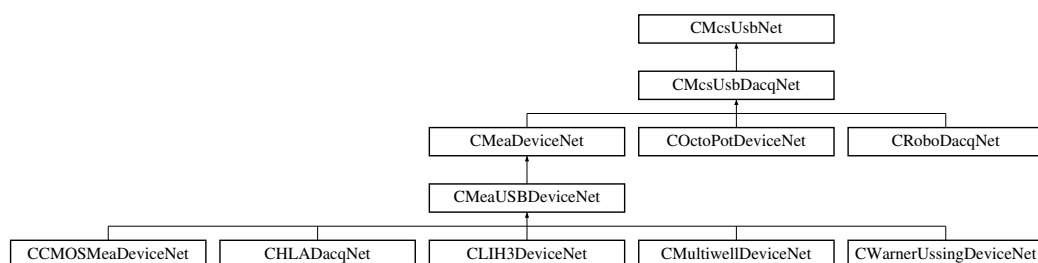 CMcsUsbNet
CMcsUsbDacqNet
CMeaDeviceNet
COctoPotDeviceNet
CRoboDacqNet
CMeaUSBDeviceNet
CCMOSMeaDeviceNet
CHLADacqNet
CLIH3DeviceNet
CMultiwellDeviceNet
CWarnerUssingDeviceNet